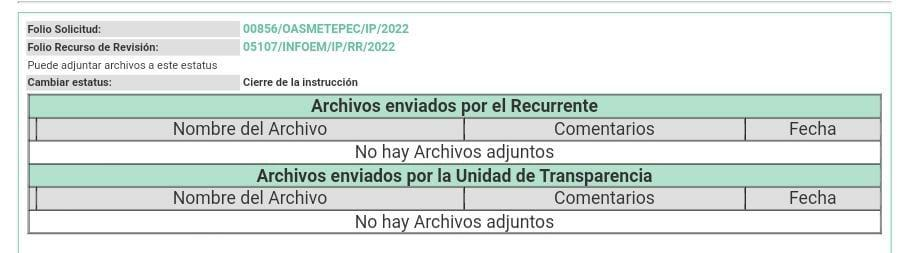 Folio Solicitud: 00856/OASMETEPEC/IP/2022
Folio Recurso de Revisión: 05107/INFOEM/IP/RR/2022
Puede adjuntar archivos a este estatus
Cambiar estatus: Cierre de la instrucción
Archivos enviados por el Recurrente
Nombre del Archivo Comentarios Fecha
No hay Archivos adjuntos
Archivos enviados por la Unidad de Transparencia
Nombre del Archivo Comentarios Fecha
No hay Archivos adjuntos